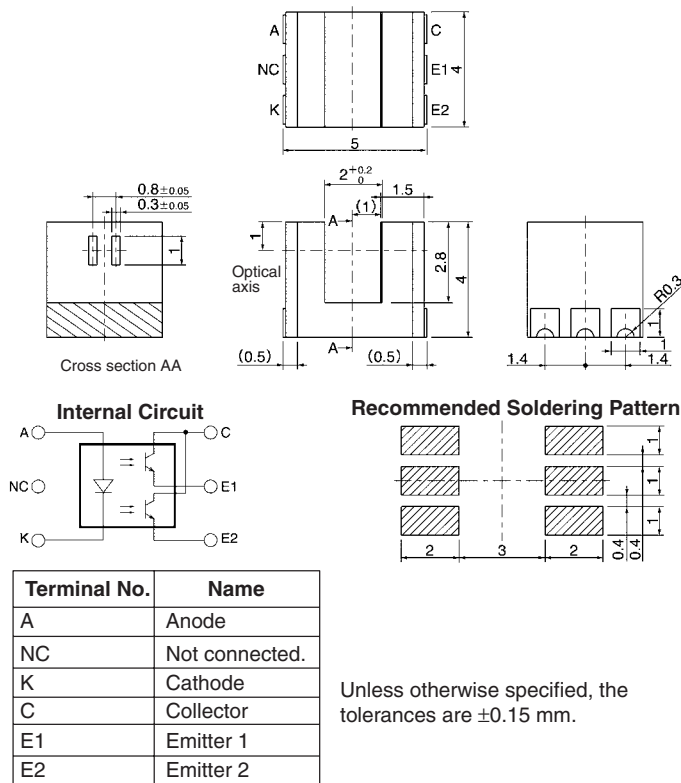 A
C
NC
E1
4
K
E2
5
0.8±0.05
0.3±0.05
1
Cross section AA
2 +0.2 0
1.5
(1)
A
1
Optical axis
2.8
4
A
(0.5)
(0.5)
R0.3
1
1
1.4
1.4
Internal Circuit
A
C
NC
E1
K
E2
Recommended Soldering Pattern
1
1
1
2
3
2
0.4
0.4
Terminal No. Name
A Anode
NC Not connected.
K Cathode
C Collector
E1 Emitter 1
E2 Emitter 2
Unless otherwise specified, the
tolerances are ±0.15 mm.